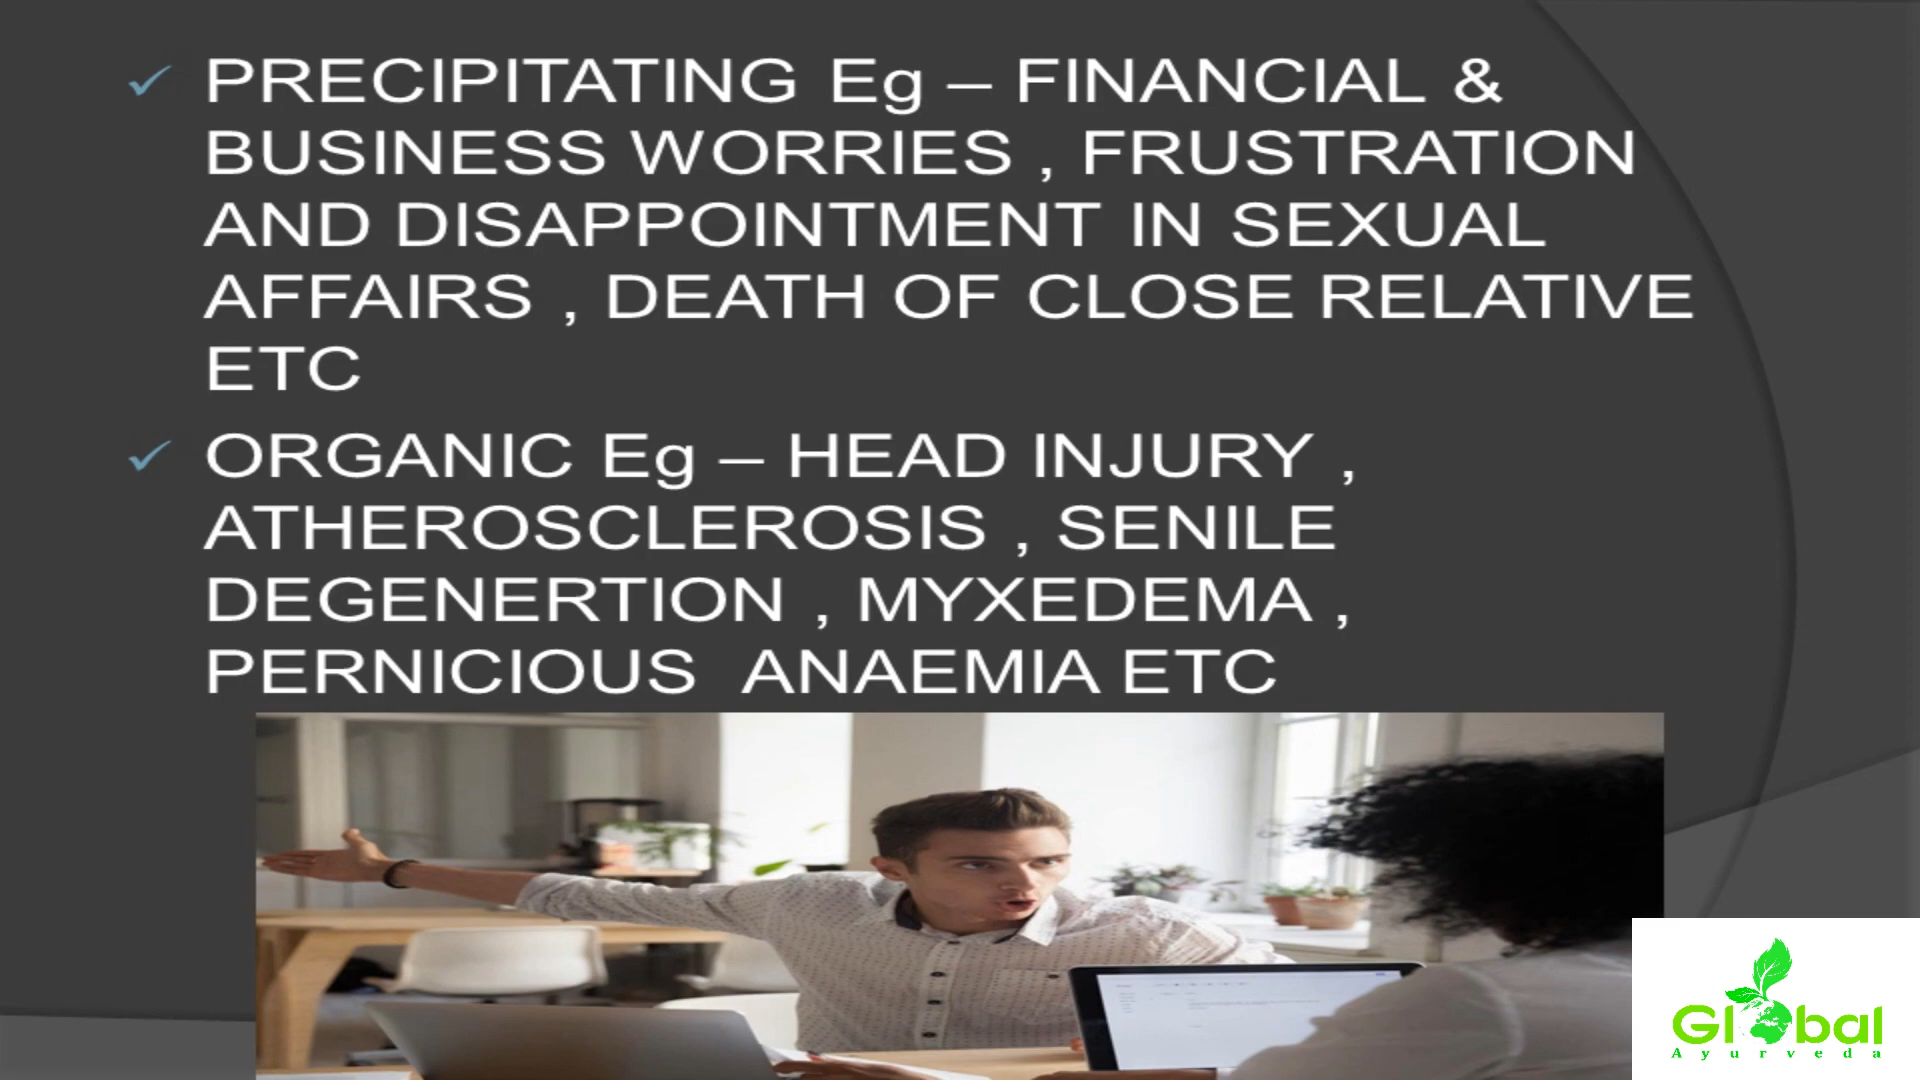 PRECIPITATING Eg – FINANCIAL &
BUSINESS WORRIES , FRUSTRATION
AND DISAPPOINTMENT IN SEXUAL
AFFAIRS , DEATH OF CLOSE RELATIVE
ETC
ORGANIC Eg – HEAD INJURY ,
ATHEROSCLEROSIS , SENILE
DEGENERTION , MYXEDEMA ,
PERNICIOUS ANAEMIA ETC
Global
Ayurveda